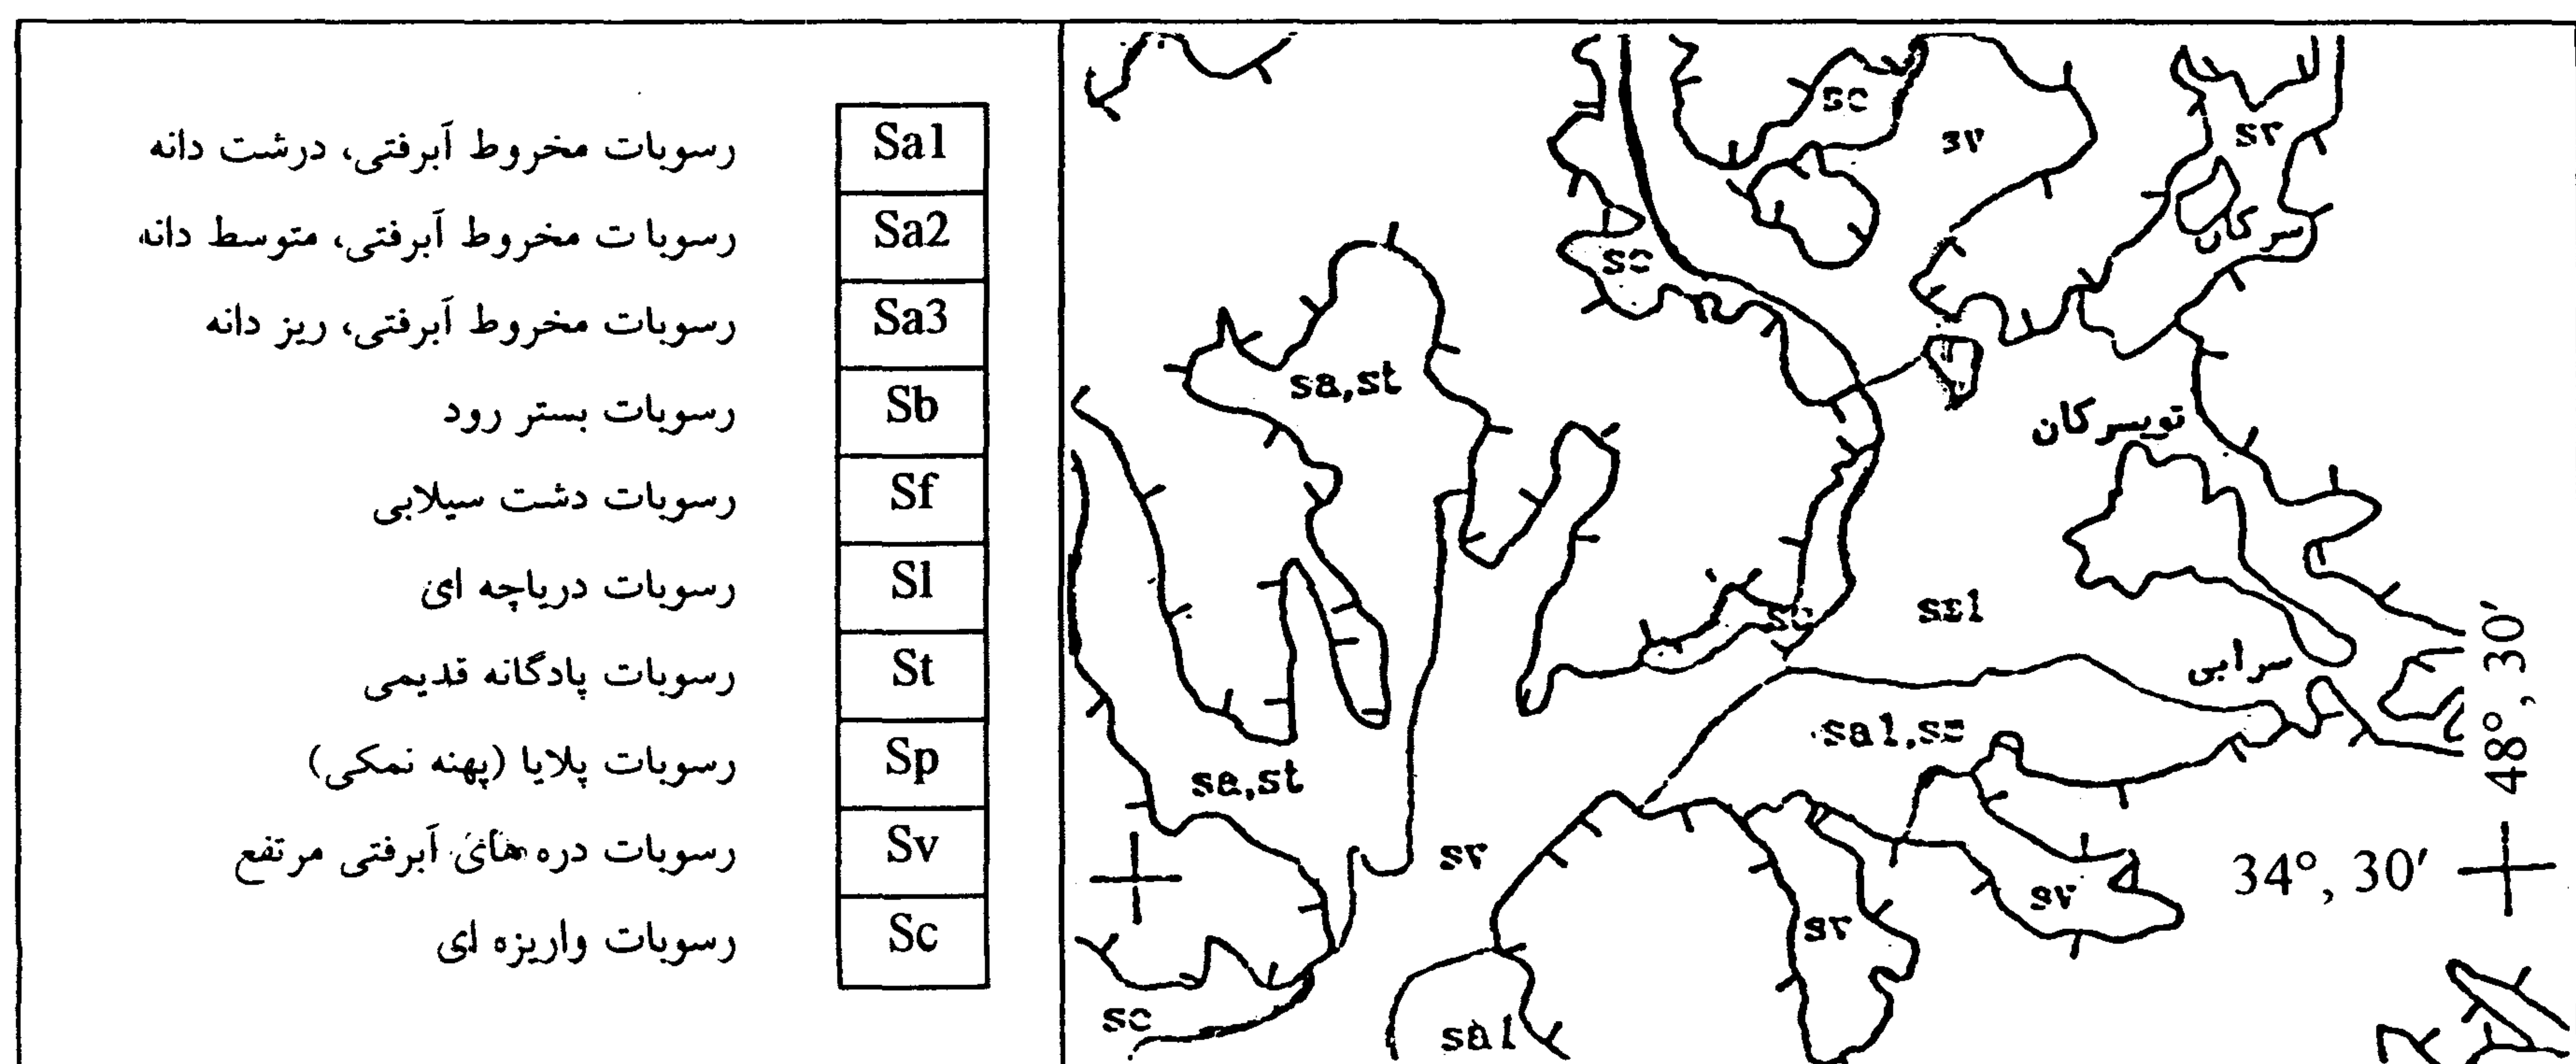 Sa1 رسوبات مخروط آبرفتی، درشت دانه
Sa2 رسوبات مخروط آبرفتی، متوسط دانه
Sa3 رسوبات مخروط آبرفتی، ریز دانه
Sb رسوبات بستر رود
Sf رسوبات دشت سیلابی
Sl رسوبات دریاچه ای
St رسوبات پادگانه قدیمی
Sp رسوبات پلایا (پهنه نمکی)
Sv رسوبات دره های آبرفتی مرتفع
Sc رسوبات واریزه ای
sc
sv
sv
سرکان
sc
sa,st
تویسرکان
sc
سرابی
48°, 30′
sa,st
sv
34°, 30′
sv
sv
sc
sa1